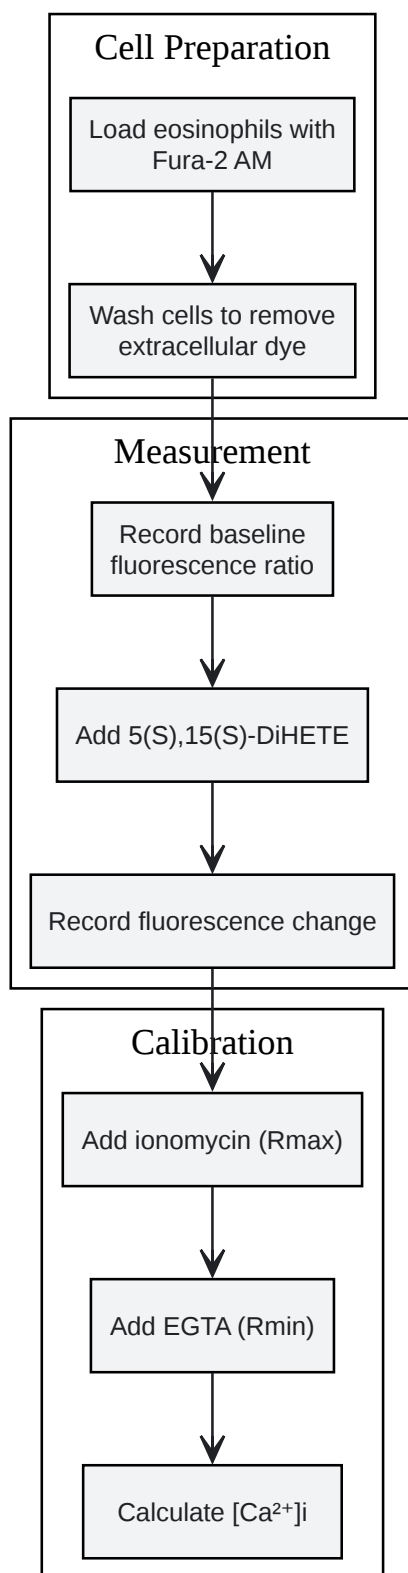 Cell Preparation
Load eosinophils with
Fura-2 AM
Wash cells to remove
extracellular dye
Measurement
Record baseline
fluorescence ratio
Add 5(S),15(S)-DiHETE
Record fluorescence change
Calibration
Add ionomycin (Rmax)
Add EGTA (Rmin)
Calculate [Ca²⁺]i